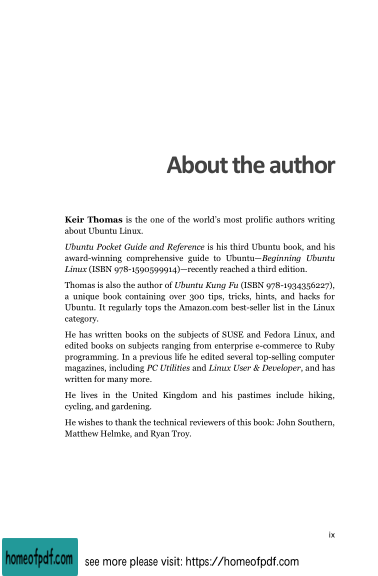 About the author
Keir Thomas is the one of the world's most prolific authors writing
about Ubuntu Linux.
Ubuntu Pocket Guide and Reference is his third Ubuntu book, and his
award-winning comprehensive guide to Ubuntu—Beginning Ubuntu
Linux (ISBN 978-1590599914)—recently reached a third edition.
Thomas is also the author of Ubuntu Kung Fu (ISBN 978-1934356227),
a unique book containing over 300 tips, tricks, hints, and hacks for
Ubuntu. It regularly tops the Amazon.com best-seller list in the Linux
category.
He has written books on the subjects of SUSE and Fedora Linux, and
edited books on subjects ranging from enterprise e-commerce to Ruby
programming. In a previous life he edited several top-selling computer
magazines, including PC Utilities and Linux User & Developer, and has
written for many more.
He lives in the United Kingdom and his pastimes include hiking,
cycling, and gardening.
He wishes to thank the technical reviewers of this book: John Southern,
Matthew Helmke, and Ryan Troy.
ix
homeofpdf.com
see more please visit: https://homeofpdf.com